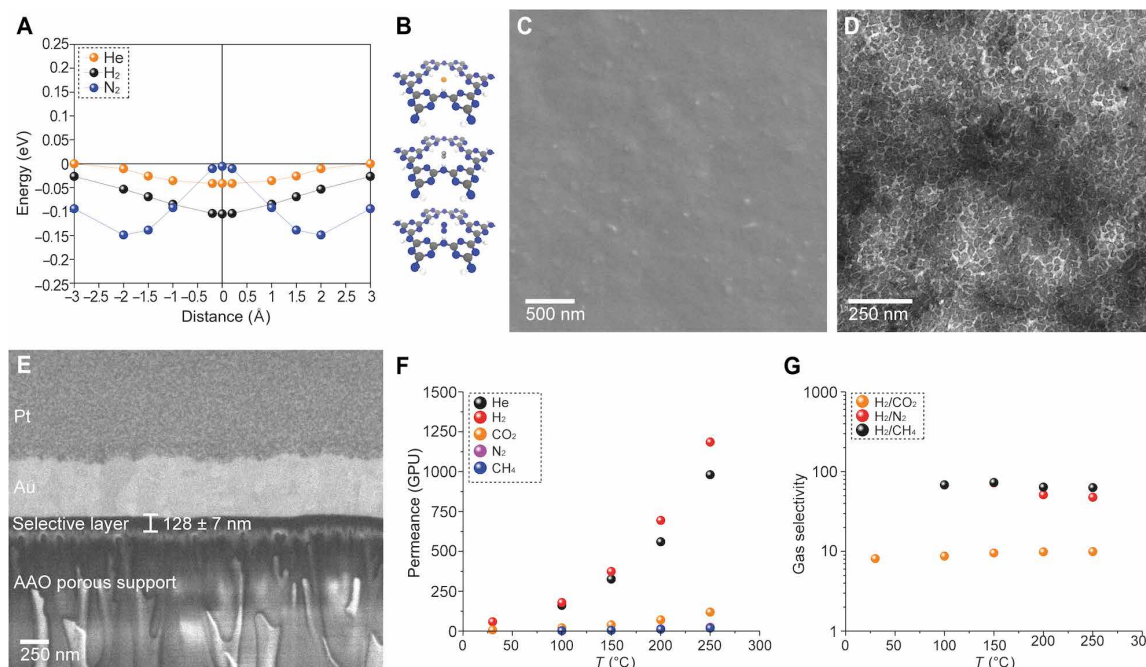 A
0.25
0.2
0.15
0.1
0.05
0
−0.05
−0.1
−0.15
−0.2
−0.25
Energy (eV)
He
H2
N2
−3 −2.5 −2 −1.5 −1 −0.5 0 0.5 1 1.5 2 2.5 3
Distance (Å)
B
C
500 nm
D
250 nm
E
Pt
Au
Selective layer
128 ± 7 nm
AAO porous support
250 nm
F
1500
1250
1000
750
500
250
0
Permeance (GPU)
He
H2
CO2
N2
CH4
0 50 100 150 200 250 300
T (°C)
G
1000
100
10
1
Gas selectivity
H2/CO2
H2/N2
H2/CH4
0 50 100 150 200 250 300
T (°C)